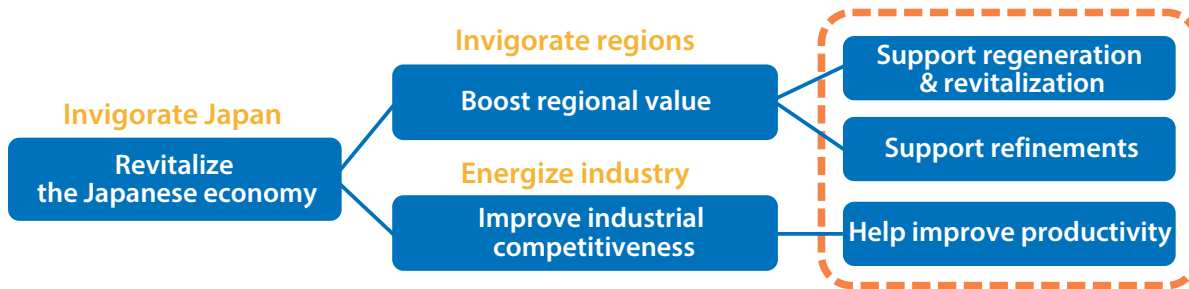 Invigorate Japan
Revitalize
the Japanese economy
Invigorate regions
Boost regional value
Energize industry
Improve industrial
competitiveness
Support regeneration
& revitalization
Support refinements
Help improve productivity